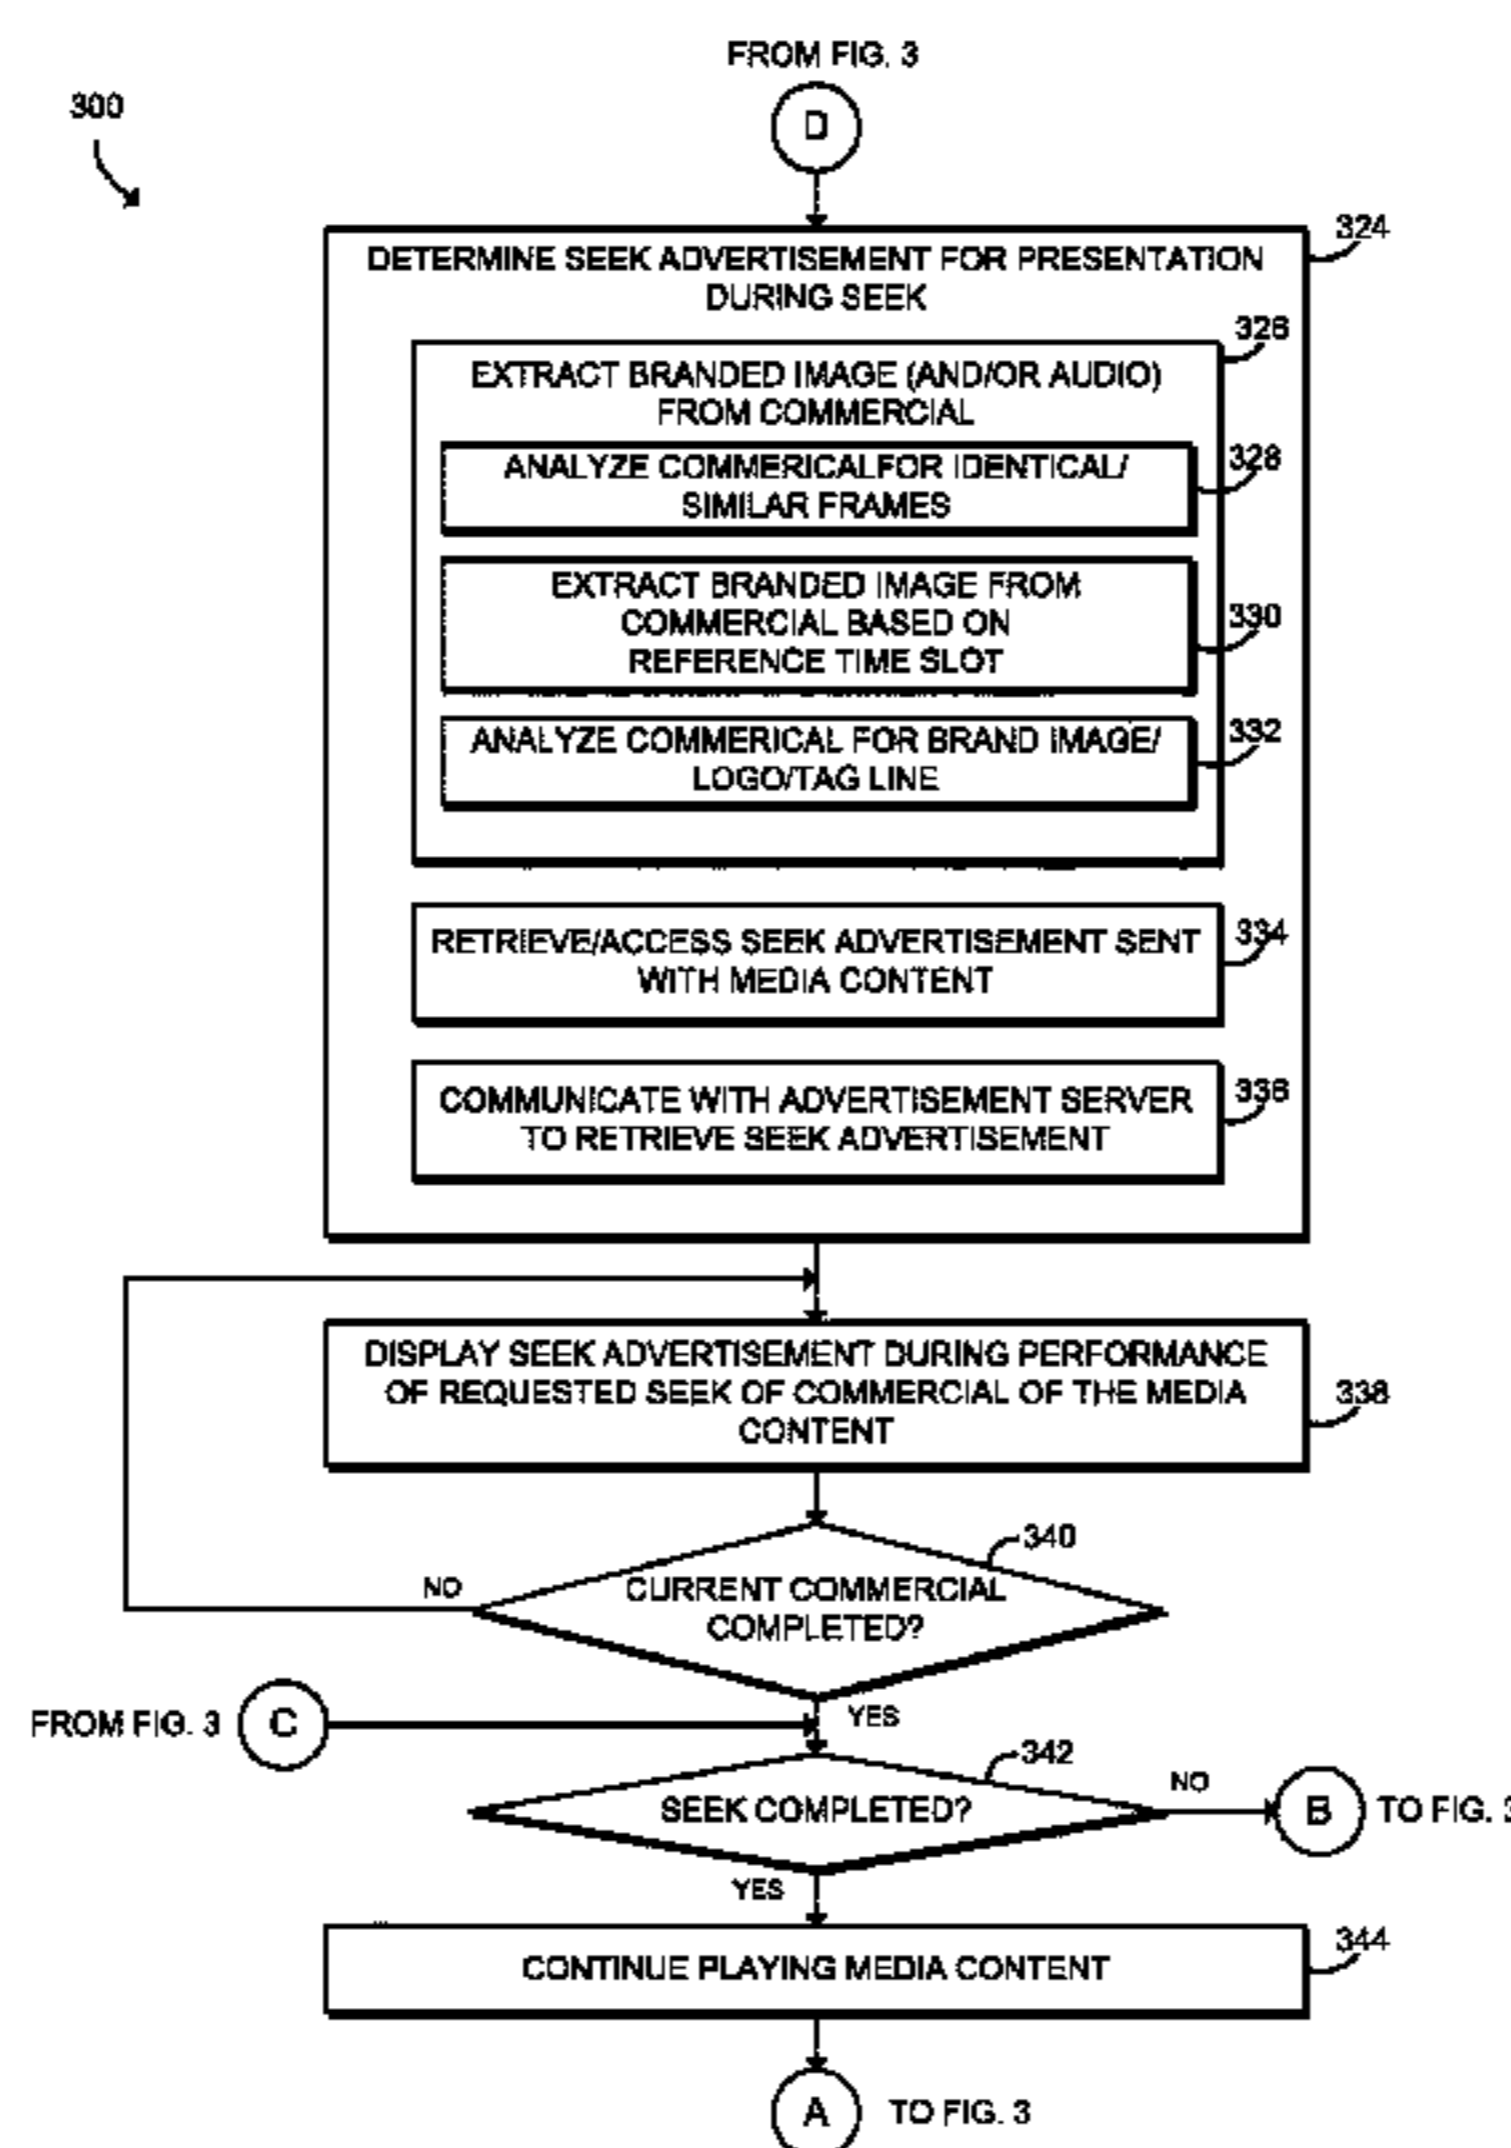 FROM FIG. 3
300
D
324
DETERMINE SEEK ADVERTISEMENT FOR PRESENTATION
DURING SEEK
326
EXTRACT BRANDED IMAGE (AND/OR AUDIO)
FROM COMMERCIAL
328
ANALYZE COMMERICALFOR IDENTICAL/
SIMILAR FRAMES
330
EXTRACT BRANDED IMAGE FROM
COMMERCIAL BASED ON
REFERENCE TIME SLOT
332
ANALYZE COMMERICAL FOR BRAND IMAGE/
LOGO/TAG LINE
334
RETRIEVE/ACCESS SEEK ADVERTISEMENT SENT
WITH MEDIA CONTENT
336
COMMUNICATE WITH ADVERTISEMENT SERVER
TO RETRIEVE SEEK ADVERTISEMENT
DISPLAY SEEK ADVERTISEMENT DURING PERFORMANCE
OF REQUESTED SEEK OF COMMERCIAL OF THE MEDIA
CONTENT
338
340
NO
CURRENT COMMERCIAL
COMPLETED?
FROM FIG. 3
C
YES
342
NO
SEEK COMPLETED?
B
TO FIG. 3
YES
344
CONTINUE PLAYING MEDIA CONTENT
A
TO FIG. 3